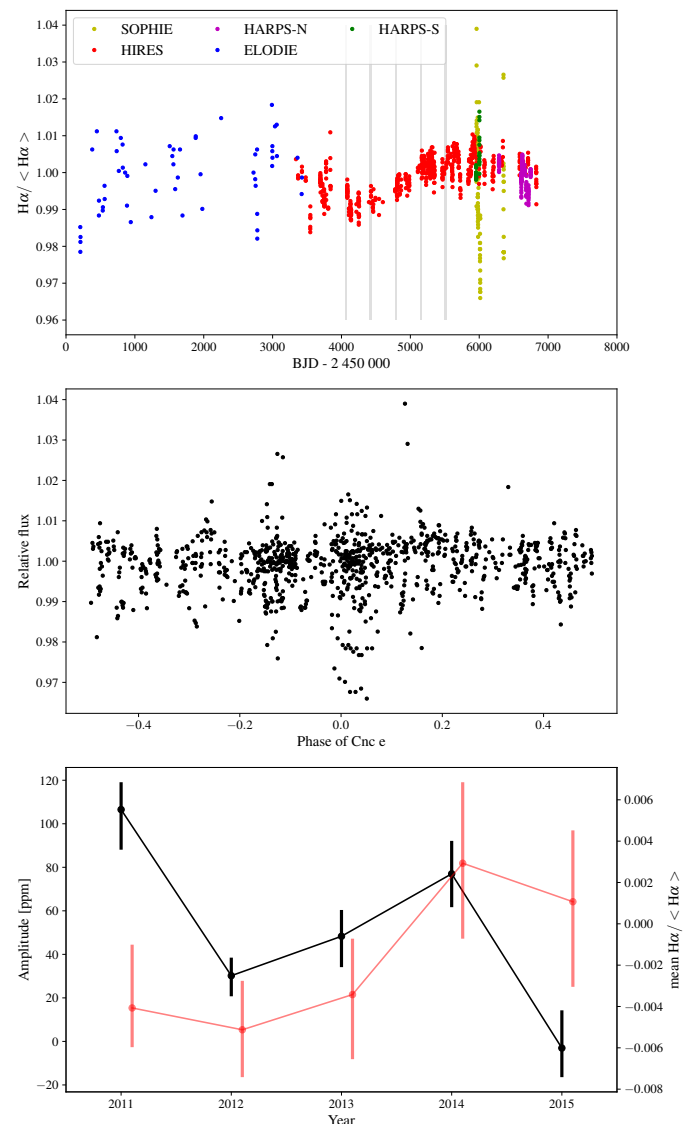 SOPHIE HARPS-N HARPS-S
HIRES ELODIE
1.04
1.03
1.02
1.01
1.00
0.99
0.98
0.97
0.96
Hα/ < Hα >
0 1000 2000 3000 4000 5000 6000 7000 8000
BJD - 2 450 000
1.04
1.03
1.02
1.01
1.00
0.99
0.98
0.97
Relative flux
−0.4 −0.2 0.0 0.2 0.4
Phase of Cnc e
120
100
80
60
40
20
0
−20
Amplitude [ppm]
0.006
0.004
0.002
0.000
−0.002
−0.004
−0.006
−0.008
mean Hα/ < Hα >
2011 2012 2013 2014 2015
Year